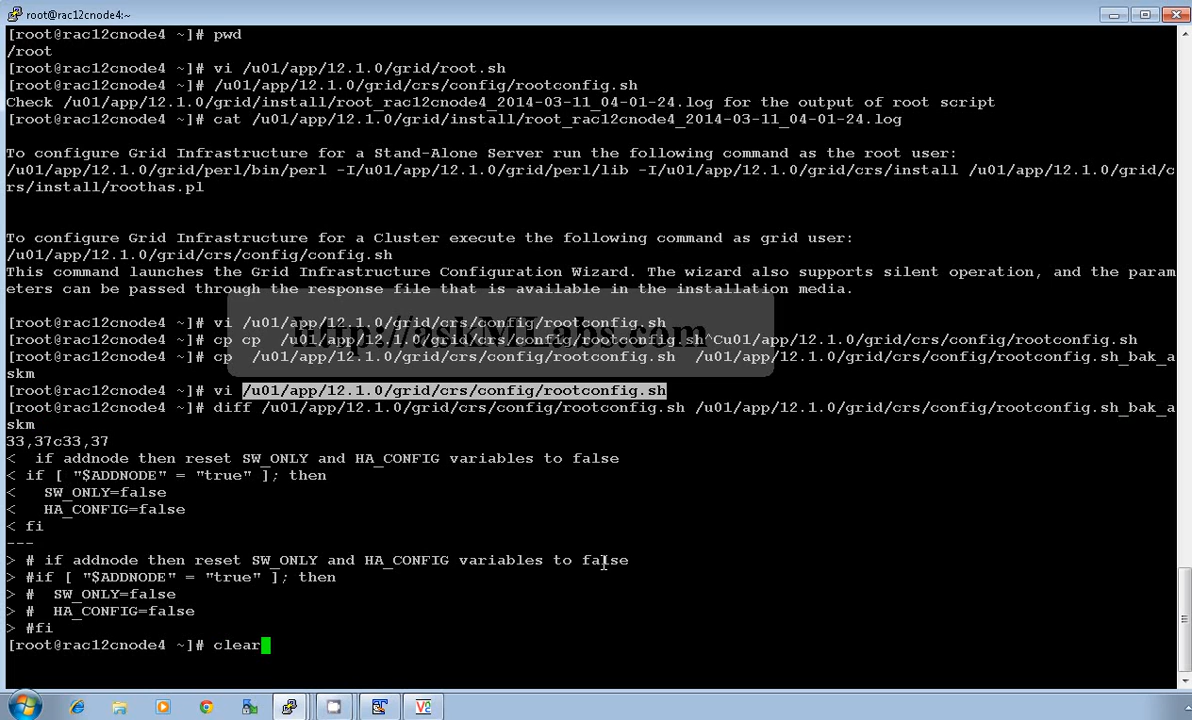 root@rac12cnode4:~
[root@rac12cnode4 ~]# pwd
/root
[root@rac12cnode4 ~]# vi /u01/app/12.1.0/grid/root.sh
[root@rac12cnode4 ~]# /u01/app/12.1.0/grid/crs/config/rootconfig.sh
Check /u01/app/12.1.0/grid/install/root_rac12cnode4_2014-03-11_04-01-24.log for the output of root script
[root@rac12cnode4 ~]# cat /u01/app/12.1.0/grid/install/root_rac12cnode4_2014-03-11_04-01-24.log
To configure Grid Infrastructure for a Stand-Alone Server run the following command as the root user:
/u01/app/12.1.0/grid/perl/bin/perl -I/u01/app/12.1.0/grid/perl/lib -I/u01/app/12.1.0/grid/crs/install /u01/app/12.1.0/grid/c
rs/install/roothas.pl
To configure Grid Infrastructure for a Cluster execute the following command as grid user:
/u01/app/12.1.0/grid/crs/config/config.sh
This command launches the Grid Infrastructure Configuration Wizard. The wizard also supports silent operation, and the param
eters can be passed through the response file that is available in the installation media.
[root@rac12cnode4 ~]# vi /u01/app/12.1.0/grid/crs/config/rootconfig.sh
http://askMLabs.com
[root@rac12cnode4 ~]# cp cp  /u01/app/12.1.0/grid/crs/config/rootconfig.sh^Cu01/app/12.1.0/grid/crs/config/rootconfig.sh
[root@rac12cnode4 ~]# cp  /u01/app/12.1.0/grid/crs/config/rootconfig.sh  /u01/app/12.1.0/grid/crs/config/rootconfig.sh_bak_a
skm
[root@rac12cnode4 ~]# vi /u01/app/12.1.0/grid/crs/config/rootconfig.sh
[root@rac12cnode4 ~]# diff /u01/app/12.1.0/grid/crs/config/rootconfig.sh /u01/app/12.1.0/grid/crs/config/rootconfig.sh_bak_a
skm
33,37c33,37
<  if addnode then reset SW_ONLY and HA_CONFIG variables to false
< if [ "$ADDNODE" = "true" ]; then
<   SW_ONLY=false
<   HA_CONFIG=false
< fi
---
> # if addnode then reset SW_ONLY and HA_CONFIG variables to false
> #if [ "$ADDNODE" = "true" ]; then
> #  SW_ONLY=false
> #  HA_CONFIG=false
> #fi
[root@rac12cnode4 ~]# clear